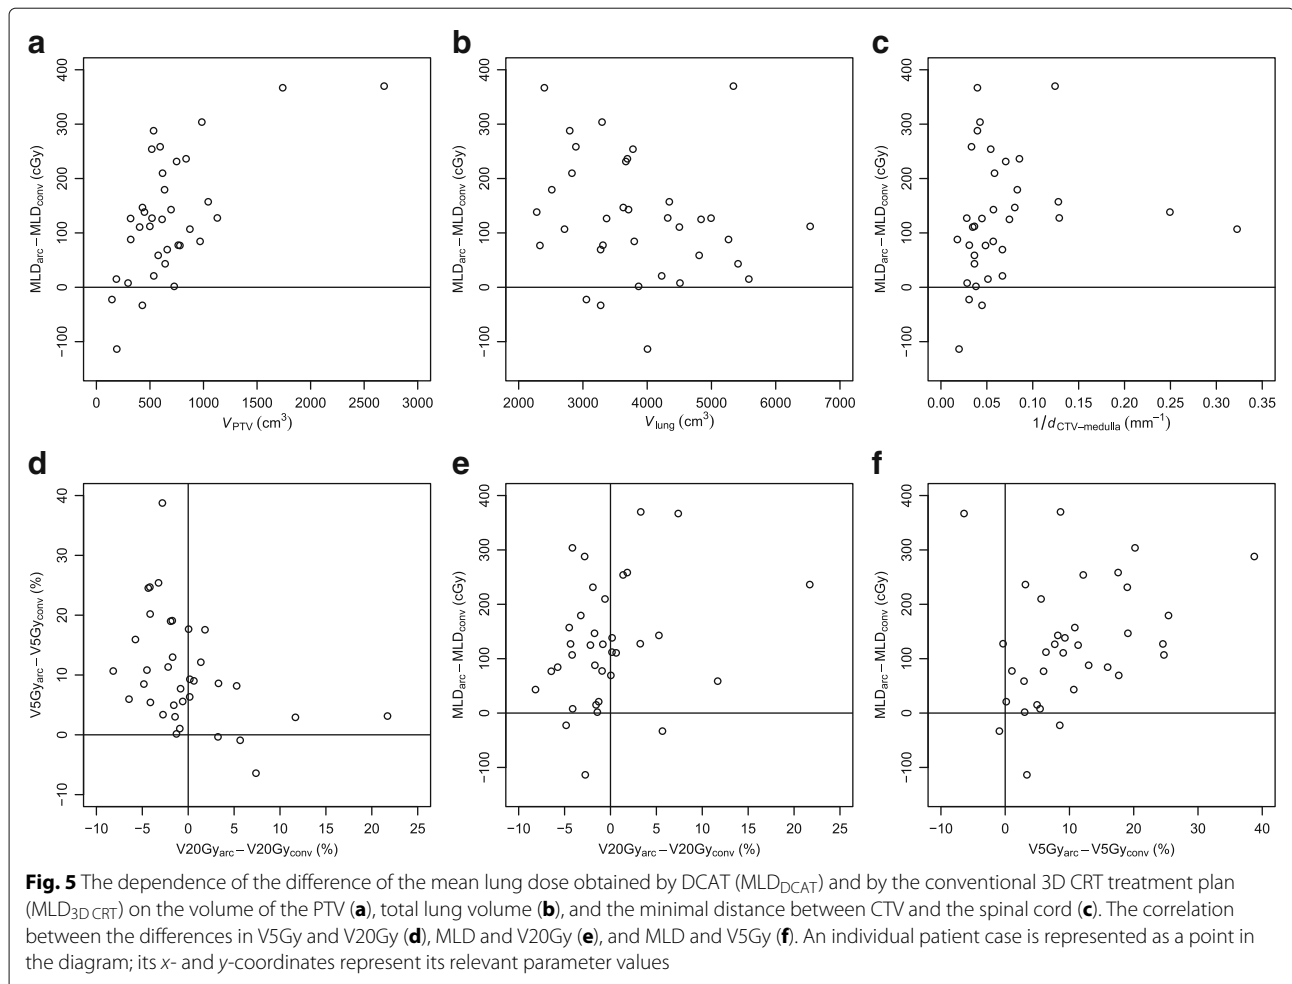 a
b
c
400
300
200
100
0
−100
MLDarc−MLDconv (cGy)
0 500 1000 1500 2000 2500 3000
VPTV (cm³)
400
300
200
100
0
−100
MLDarc−MLDconv (cGy)
2000 3000 4000 5000 6000 7000
Vlung (cm³)
400
300
200
100
0
−100
MLDarc−MLDconv (cGy)
0.00 0.05 0.10 0.15 0.20 0.25 0.30 0.35
1/dCTV−medulla (mm⁻¹)
d
e
f
40
30
20
10
0
−10
V5Gyarc−V5Gyconv (%)
−10 −5 0 5 10 15 20 25
V20Gyarc−V20Gyconv (%)
400
300
200
100
0
−100
MLDarc−MLDconv (cGy)
−10 −5 0 5 10 15 20 25
V20Gyarc−V20Gyconv (%)
400
300
200
100
0
−100
MLDarc−MLDconv (cGy)
−10 0 10 20 30 40
V5Gyarc−V5Gyconv (%)
Fig. 5 The dependence of the difference of the mean lung dose obtained by DCAT (MLDDCAT) and by the conventional 3D CRT treatment plan
(MLD3D CRT) on the volume of the PTV (a), total lung volume (b), and the minimal distance between CTV and the spinal cord (c). The correlation
between the differences in V5Gy and V20Gy (d), MLD and V20Gy (e), and MLD and V5Gy (f). An individual patient case is represented as a point in
the diagram; its x- and y-coordinates represent its relevant parameter values